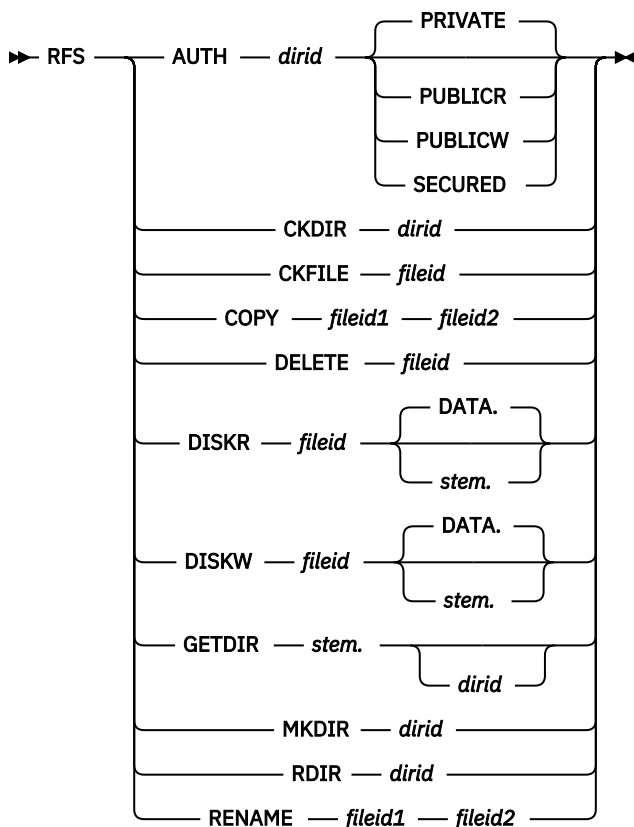 PRIVATE
RFS AUTH dirid
PUBLICR
PUBLICW
SECURED
CKDIR dirid
CKFILE fileid
COPY fileid1 fileid2
DELETE fileid
DATA.
DISKR fileid
stem.
DATA.
DISKW fileid
stem.
GETDIR stem.
dirid
MKDIR dirid
RDIR dirid
RENAME fileid1 fileid2